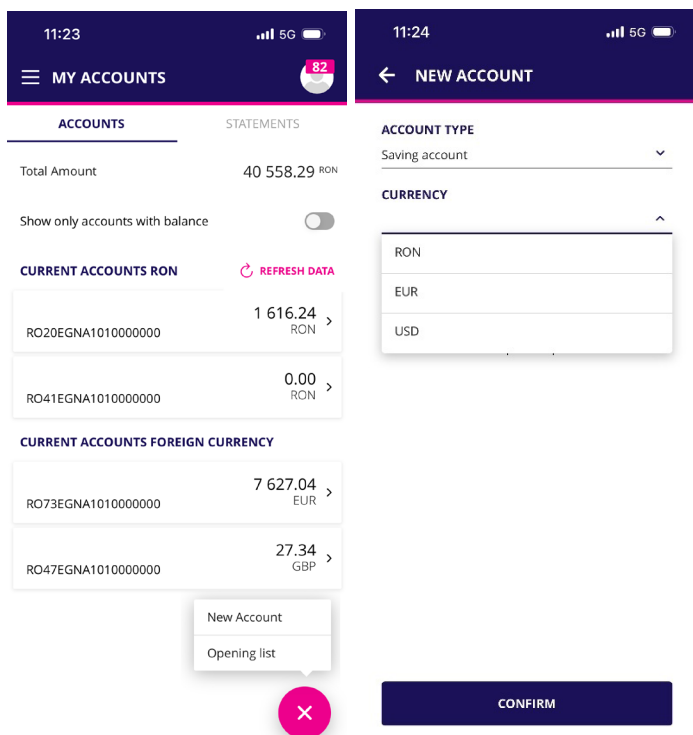 11:23
5G
MY ACCOUNTS
82
ACCOUNTS
STATEMENTS
Total Amount
40 558.29 RON
Show only accounts with balance
CURRENT ACCOUNTS RON
REFRESH DATA
1 616.24
RON
RO20EGNA1010000000
0.00
RON
RO41EGNA1010000000
CURRENT ACCOUNTS FOREIGN CURRENCY
7 627.04
EUR
RO73EGNA1010000000
27.34
GBP
RO47EGNA1010000000
New Account
Opening list
11:24
5G
NEW ACCOUNT
ACCOUNT TYPE
Saving account
CURRENCY
RON
EUR
USD
CONFIRM